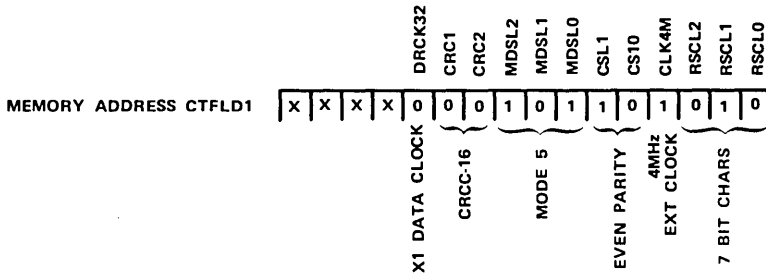 DRCK32 CRC1 CRC2 MDSL2 MDSL1 MDSL0 CSL1 CS10 CLK4M RSCL2 RSCL1 RSCL0
MEMORY ADDRESS CTFLD1 X X X X 0 0 0 1 0 1 1 0 1 0 1 0
X1 DATA CLOCK
CRCC-16
MODE 5
EVEN PARITY
4MHz
EXT CLOCK
7 BIT CHARS